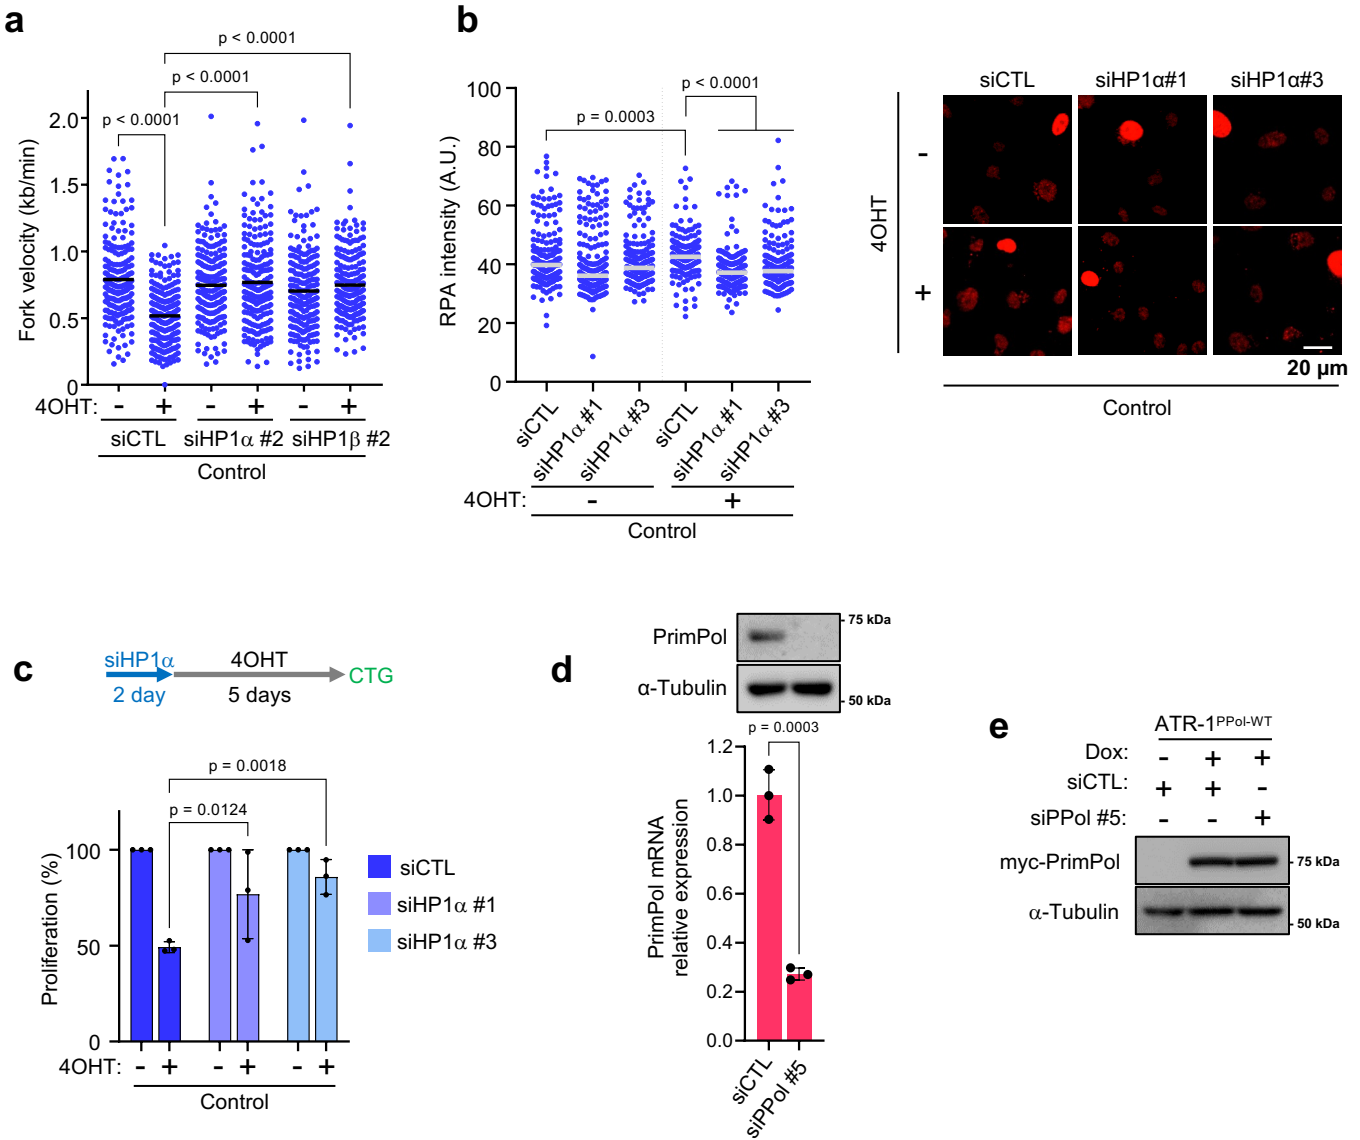 a
p < 0.0001
p < 0.0001
p < 0.0001
Fork velocity (kb/min)
2.0
1.5
1.0
0.5
0
4OHT: - + - + - +
siCTL siHP1α #2 siHP1β #2
Control
b
p < 0.0001
p = 0.0003
RPA intensity (A.U.)
100
80
60
40
20
0
siCTL siHP1α #1 siHP1α #3 siCTL siHP1α #1 siHP1α #3
4OHT: - +
Control
siCTL siHP1α#1 siHP1α#3
4OHT
-
+
20 µm
Control
c
siHP1α 4OHT CTG
2 day 5 days
p = 0.0018
p = 0.0124
Proliferation (%)
100
50
0
4OHT: - + - + - +
Control
siCTL
siHP1α #1
siHP1α #3
d
PrimPol - 75 kDa
α-Tubulin - 50 kDa
p = 0.0003
PrimPol mRNA
relative expression
1.2
1.0
0.8
0.6
0.4
0.2
0.0
siCTL siPPol #5
e
ATR-1PPol-WT
Dox: - + +
siCTL: + + -
siPPol #5: - - +
myc-PrimPol - 75 kDa
α-Tubulin - 50 kDa